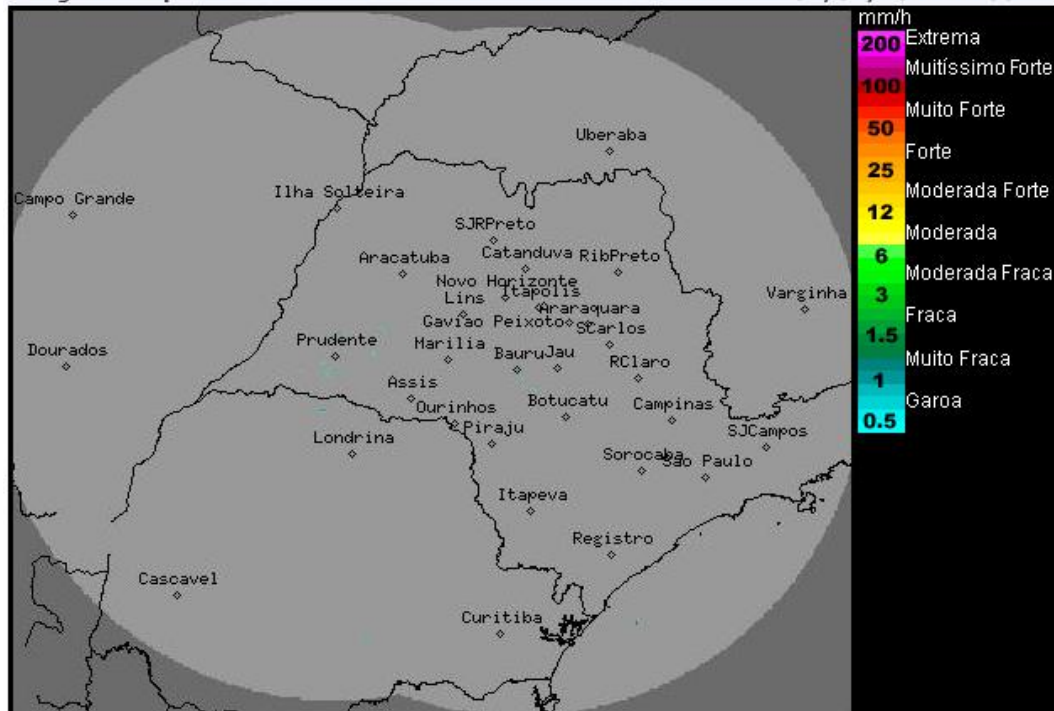 mm/h
200 Extrema
Muitíssimo Forte
100
Muito Forte
50
Forte
25
Moderada Forte
12
Moderada
6
Moderada Fraca
3
Fraca
1.5
Muito Fraca
1
Garoa
0.5
Uberaba
Campo Grande
Ilha Solteira
SJRPreto
Aracatuba
Catanduva
RibPreto
Novo Horizonte
Itapolis
Lins
Araraquara
Varginha
Gaviao Peixoto
SCarlos
Dourados
Prudente
Marilia
Bauru
Jau
RClaro
Assis
Ourinhos
Botucatu
Campinas
Londrina
Piraju
SJCampos
Sorocaba
Sao Paulo
Itapeva
Registro
Cascavel
Curitiba